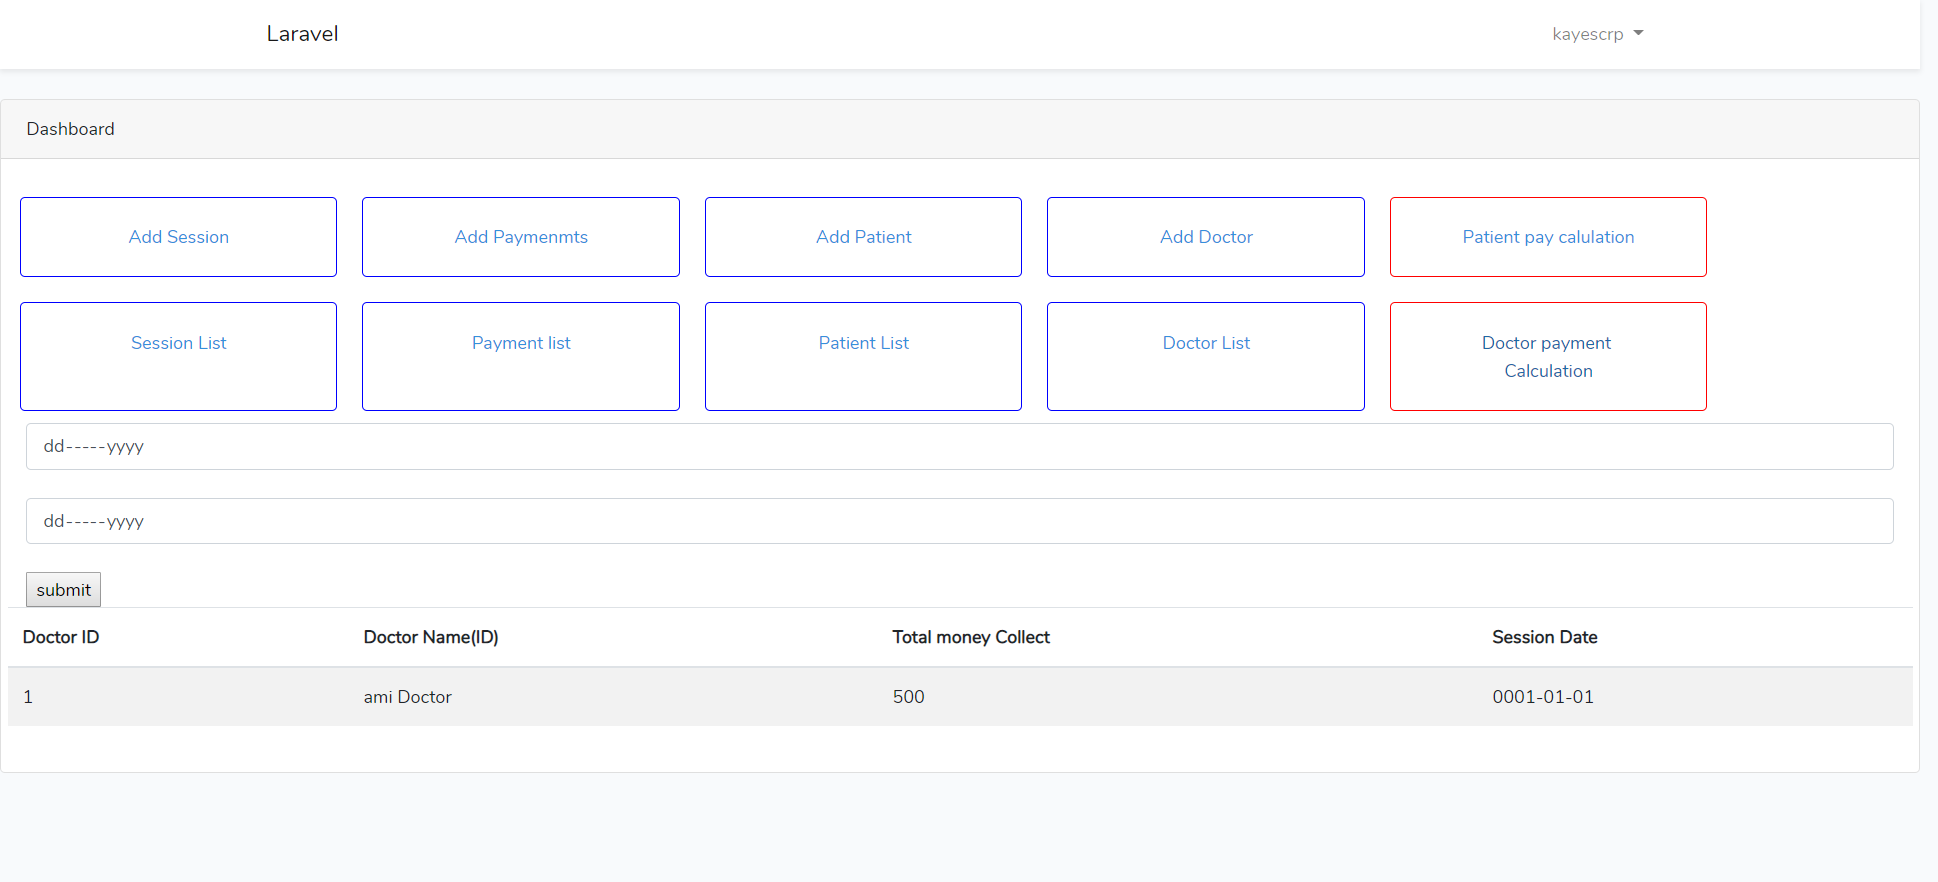 Laravel
kayescrp
Dashboard
Add Session
Add Paymenmts
Add Patient
Add Doctor
Patient pay calulation
Session List
Payment list
Patient List
Doctor List
Doctor payment
Calculation
dd-----yyyy
dd-----yyyy
submit
Doctor ID Doctor Name(ID) Total money Collect Session Date
1 ami Doctor 500 0001-01-01